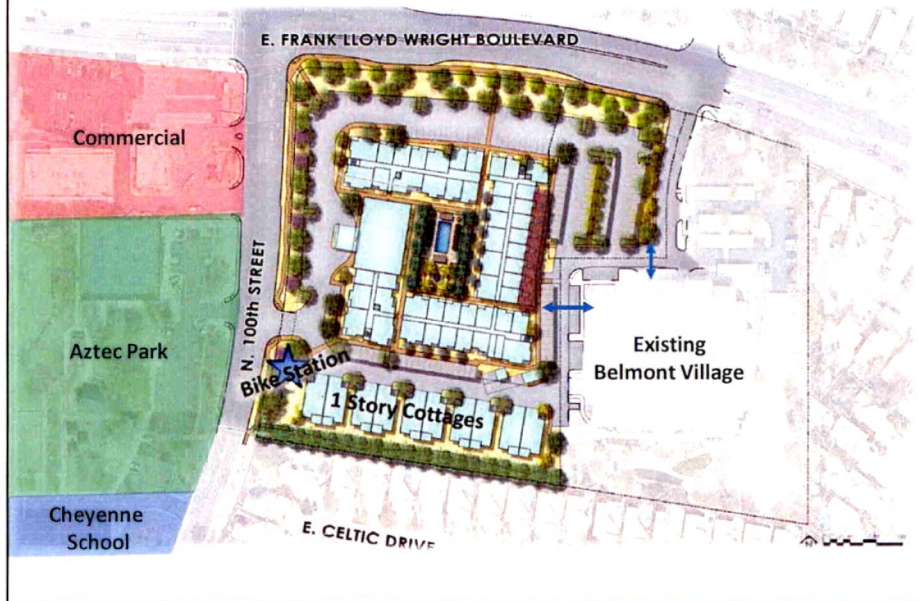 E. FRANK LLOYD WRIGHT BOULEVARD
Commercial
N. 100th STREET
Aztec Park
Existing
Belmont Village
Bike Station
1 Story Cottages
Cheyenne
School
E. CELTIC DRIVE
N